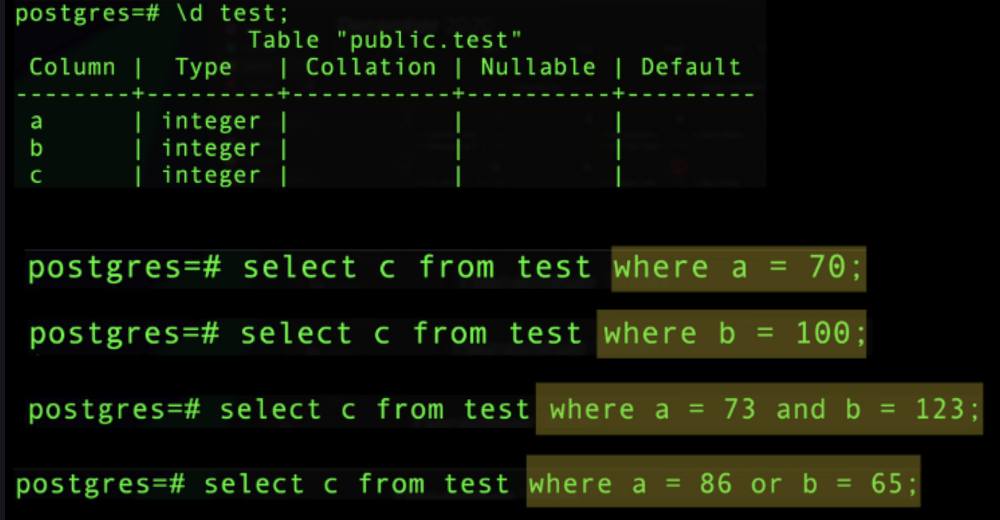 postgres=# \d test;
Table "public.test"
Column | Type | Collation | Nullable | Default
--------+---------+-----------+----------+---------
a | integer | | |
b | integer | | |
c | integer | | |
postgres=# select c from test where a = 70;
postgres=# select c from test where b = 100;
postgres=# select c from test where a = 73 and b = 123;
postgres=# select c from test where a = 86 or b = 65;